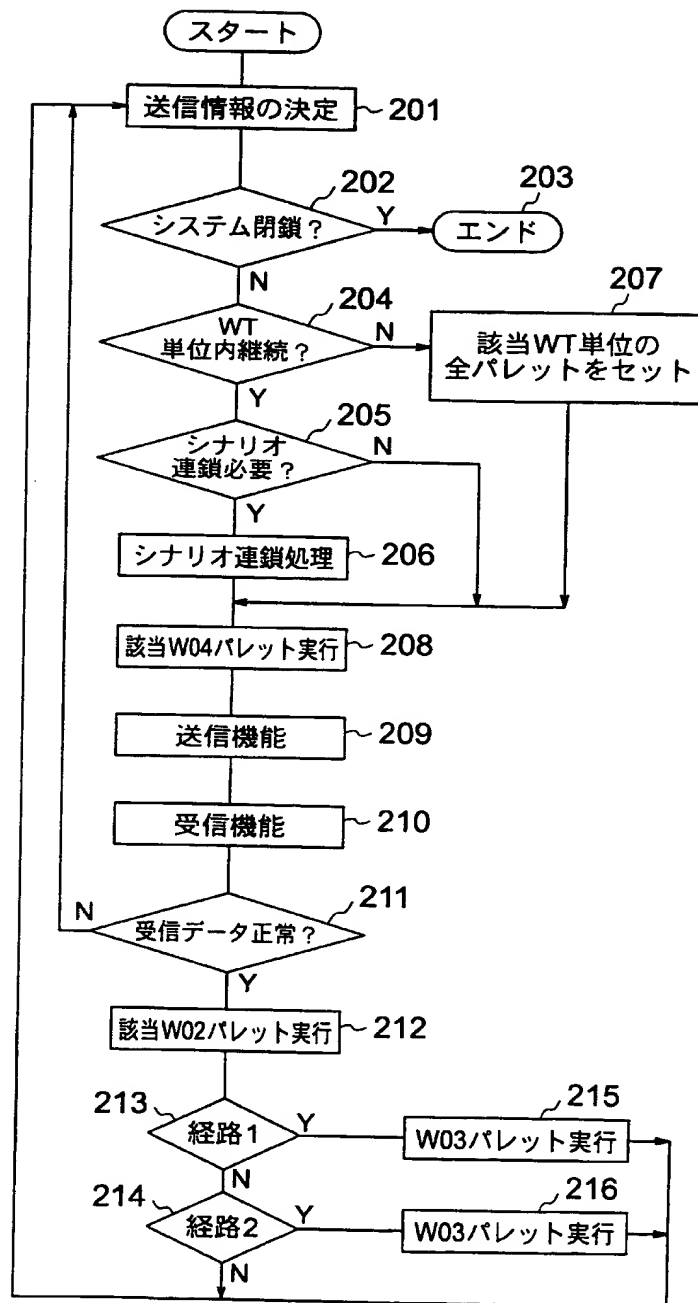 スタート
送信情報の決定
201
202
203
システム閉鎖?
Y
エンド
N
204
207
WT
単位内継続?
N
該当WT単位の
全パレットをセット
Y
205
シナリオ
連鎖必要?
N
Y
シナリオ連鎖処理
206
該当W04パレット実行
208
送信機能
209
受信機能
210
211
N
受信データ正常?
Y
該当W02パレット実行
212
213
215
経路1
Y
W03パレット実行
N
214
216
経路2
Y
W03パレット実行
N